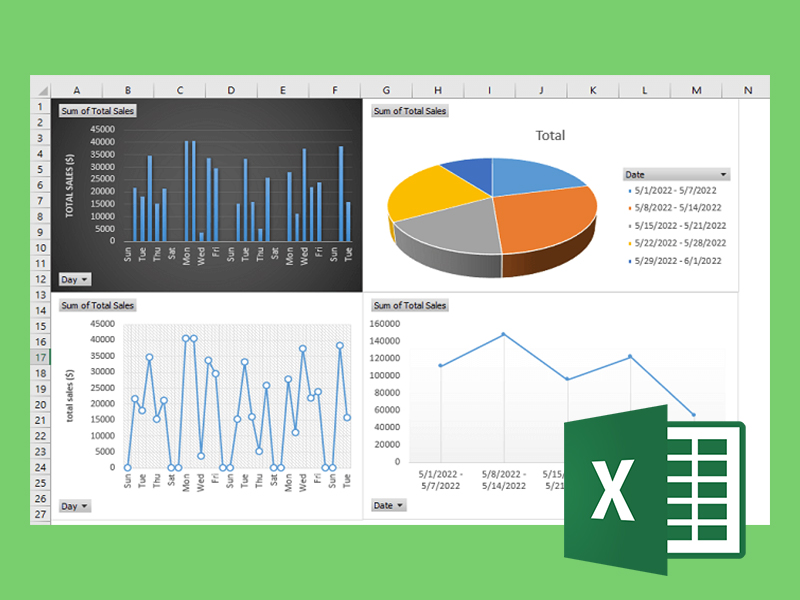 A B C D E F G H I J K L M N
1
2
3
4
5
6
7
8
9
10
11
12
13
14
15
16
17
18
19
20
21
22
23
24
25
26
27
Sum of Total Sales
TOTAL SALES ($)
45000
40000
35000
30000
25000
20000
15000
10000
5000
0
Sun Tue Thu Sat Mon Wed Fri Sun Tue Thu Sat Mon Wed Fri Sun Tue
Day
Sum of Total Sales
Total
Date
5/1/2022 - 5/7/2022
5/8/2022 - 5/14/2022
5/15/2022 - 5/21/2022
5/22/2022 - 5/28/2022
5/29/2022 - 6/1/2022
Sum of Total Sales
total sales ($)
45000
40000
35000
30000
25000
20000
15000
10000
5000
0
Sun Tue Thu Sat Mon Wed Fri Sun Tue Thu Sat Mon Wed Fri Sun Tue
Day
Sum of Total Sales
160000
140000
120000
100000
80000
60000
40000
20000
0
5/1/2022 - 5/8/2022 -
5/7/2022 5/14/2022
Date
X